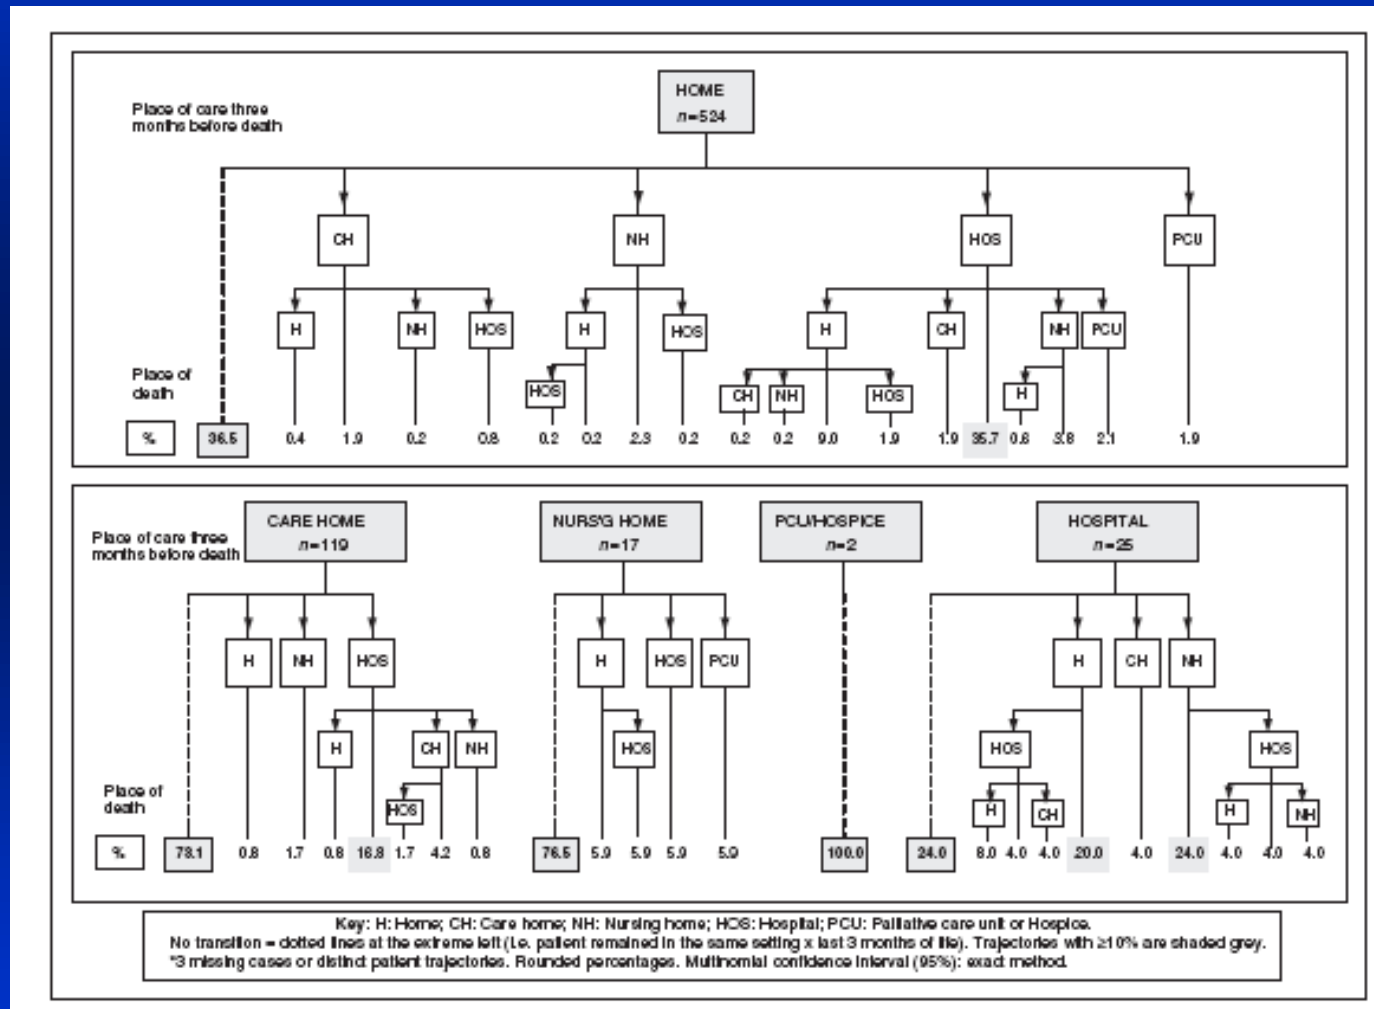 HOME
n=524
Place of care three
months before death
CH
NH
HOS
PCU
H
NH
HOS
H
HOS
H
CH
NH
PCU
HOS
CH
NH
HOS
H
Place of
death
%
36.5
0.4
1.9
0.2
0.8
0.2
0.2
2.3
0.2
0.2
0.2
9.0
1.9
1.9
35.7
0.6
3.8
2.1
1.9
CARE HOME
n=119
NURS'G HOME
n=17
PCU/HOSPICE
n=2
HOSPITAL
n=25
Place of care three
months before death
H
NH
HOS
H
HOS
PCU
H
CH
NH
H
CH
NH
HOS
HOS
HOS
HOS
H
CH
H
NH
Place of
death
%
73.1
0.8
1.7
0.8
16.8
1.7
4.2
0.8
76.5
5.9
5.9
5.9
5.9
100.0
24.0
8.0
4.0
4.0
20.0
4.0
24.0
4.0
4.0
4.0
Key: H: Home; CH: Care home; NH: Nursing home; HOS: Hospital; PCU: Palliative care unit or Hospice.
No transition = dotted lines at the extreme left (i.e. patient remained in the same setting x last 3 months of life). Trajectories with ≥10% are shaded grey.
*3 missing cases or distinct patient trajectories. Rounded percentages. Multinomial confidence interval (95%): exact method.